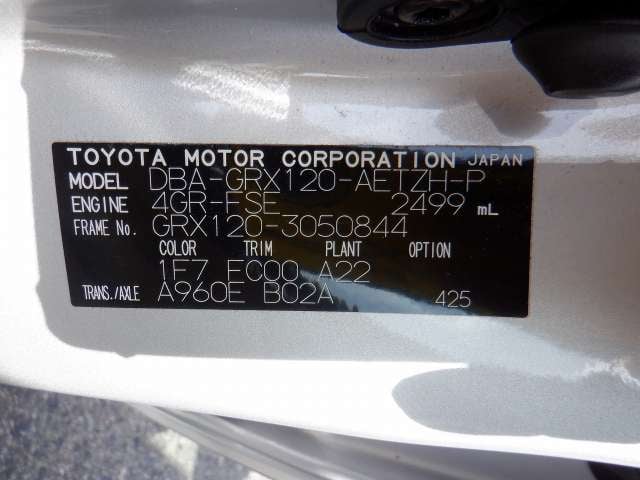 TOYOTA MOTOR CORPORATION JAPAN
MODEL DBA-GRX120-AETZH-P
ENGINE 4GR-FSE 2499 mL
FRAME No. GRX120-3050844
COLOR TRIM PLANT OPTION
1F7 FC00 A22
TRANS./AXLE A960E B02A 425